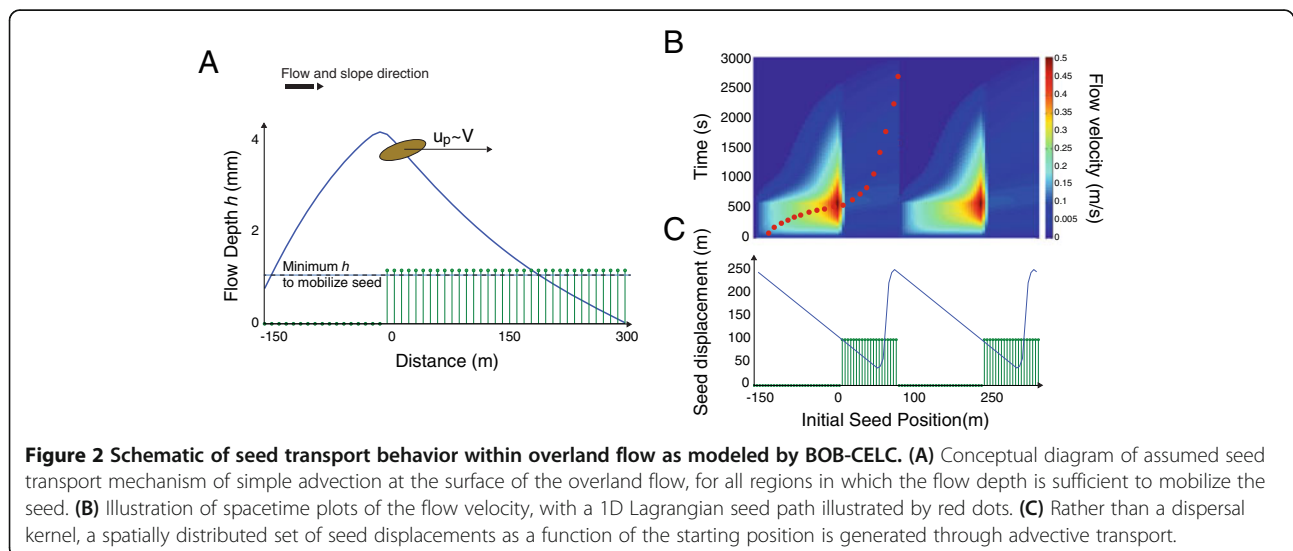 A
Flow and slope direction
4
2
0
Flow Depth h (mm)
up~V
Minimum h
to mobilize seed
-150
0
150
300
Distance (m)
B
3000
2500
2000
1500
1000
500
0
Time (s)
0.5
0.45
0.4
0.35
0.3
0.25
0.2
0.15
0.1
0.005
0
Flow velocity (m/s)
C
250
200
150
100
50
0
Seed displacement (m)
-150
0
100
250
Initial Seed Position(m)
Figure 2 Schematic of seed transport behavior within overland flow as modeled by BOB-CELC. (A) Conceptual diagram of assumed seed
transport mechanism of simple advection at the surface of the overland flow, for all regions in which the flow depth is sufficient to mobilize the
seed. (B) Illustration of spacetime plots of the flow velocity, with a 1D Lagrangian seed path illustrated by red dots. (C) Rather than a dispersal
kernel, a spatially distributed set of seed displacements as a function of the starting position is generated through advective transport.